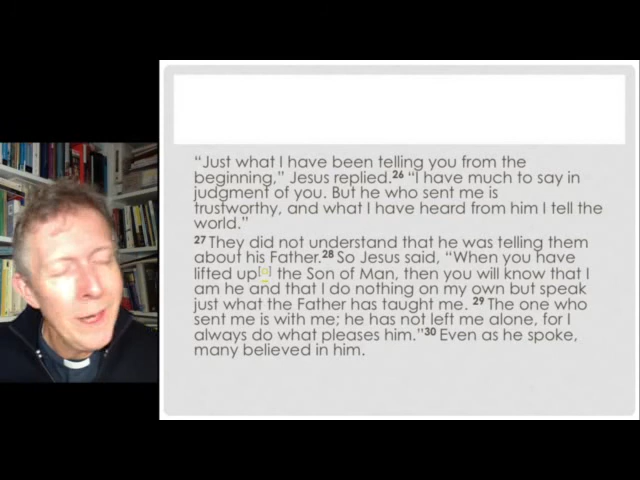 “Just what I have been telling you from the
beginning,” Jesus replied.26 “I have much to say in
judgment of you. But he who sent me is
trustworthy, and what I have heard from him I tell the
world.”
27 They did not understand that he was telling them
about his Father.28 So Jesus said, “When you have
lifted up[a] the Son of Man, then you will know that I
am he and that I do nothing on my own but speak
just what the Father has taught me. 29 The one who
sent me is with me; he has not left me alone, for I
always do what pleases him.”30 Even as he spoke,
many believed in him.